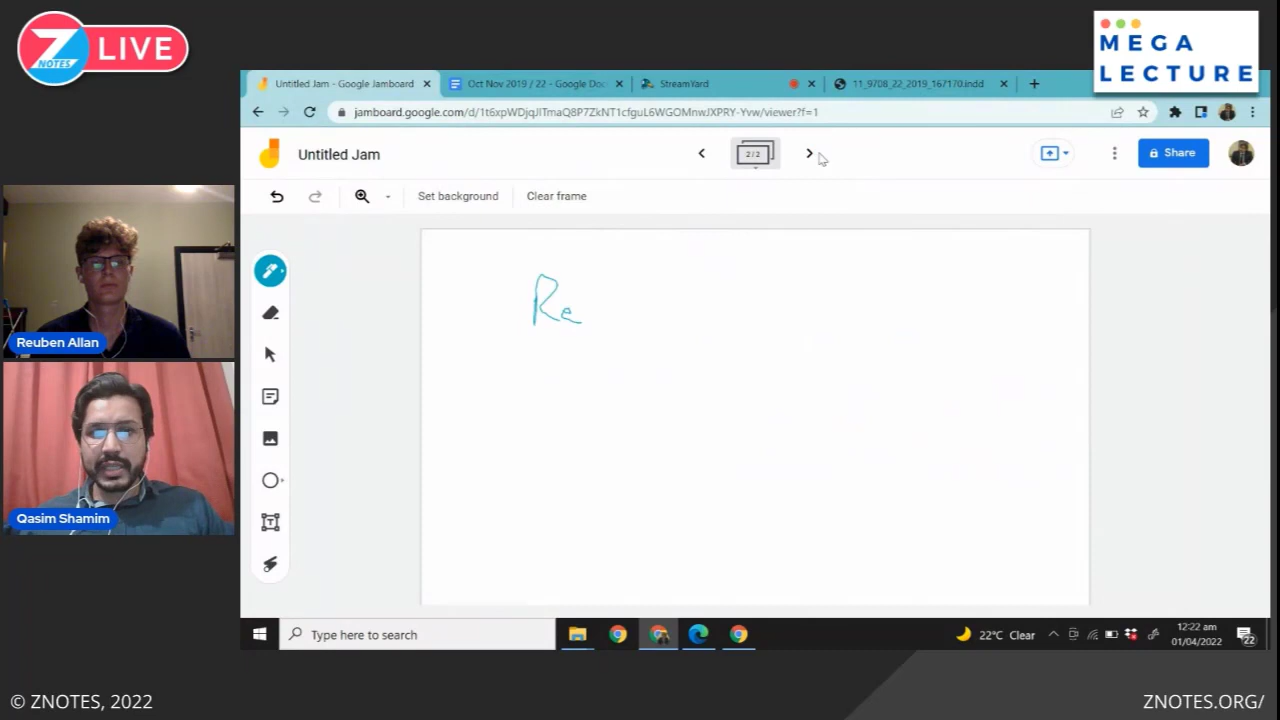 Z NOTES LIVE
MEGA
LECTURE
Untitled Jam - Google Jamboard
Oct Nov 2019 / 22 - Google Doc
StreamYard
11_9708_22_2019_167170.indd
jamboard.google.com/d/1t6xpWDjqJITmaQ8P7ZkNT1cfguL6WGOMnwJXPRY-Yvw/viewer?f=1
Untitled Jam
2/2
Share
Set background
Clear frame
Re
Reuben Allan
Qasim Shamim
Type here to search
22°C Clear
12:22 am
01/04/2022
22
© ZNOTES, 2022
ZNOTES.ORG/